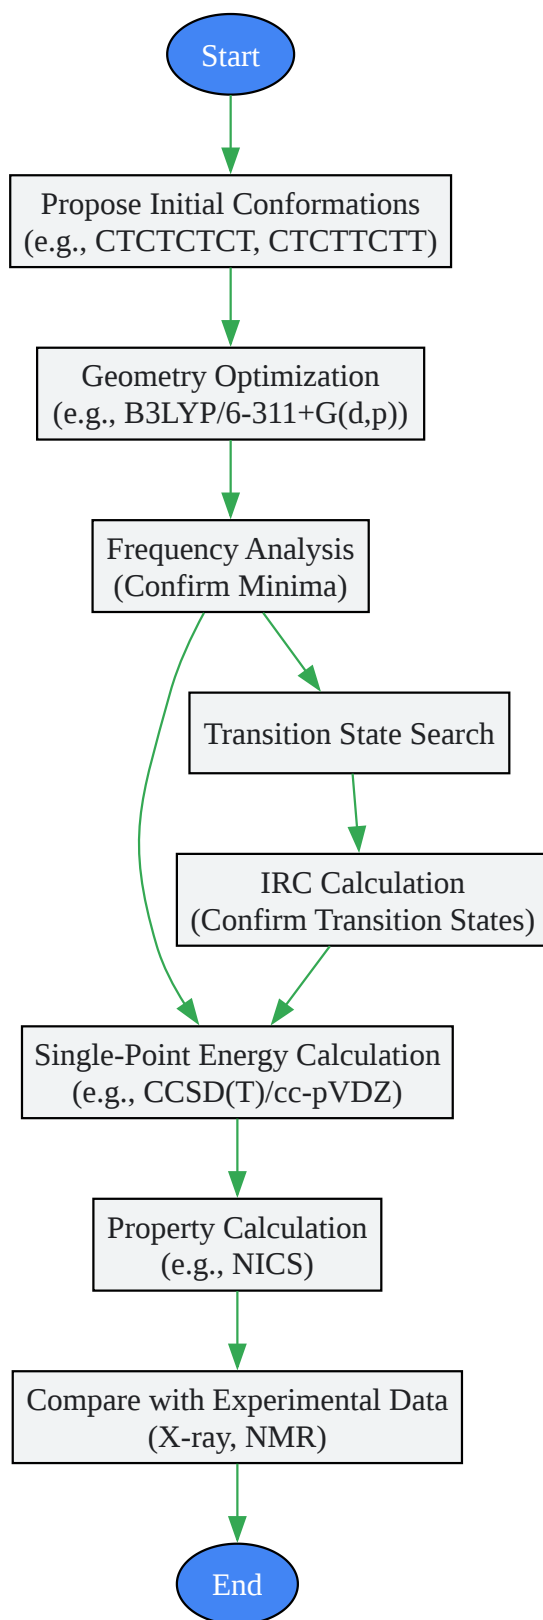 Start
Propose Initial Conformations
(e.g., CTCTCTCT, CTCTTCTT)
Geometry Optimization
(e.g., B3LYP/6-311+G(d,p))
Frequency Analysis
(Confirm Minima)
Transition State Search
IRC Calculation
(Confirm Transition States)
Single-Point Energy Calculation
(e.g., CCSD(T)/cc-pVDZ)
Property Calculation
(e.g., NICS)
Compare with Experimental Data
(X-ray, NMR)
End